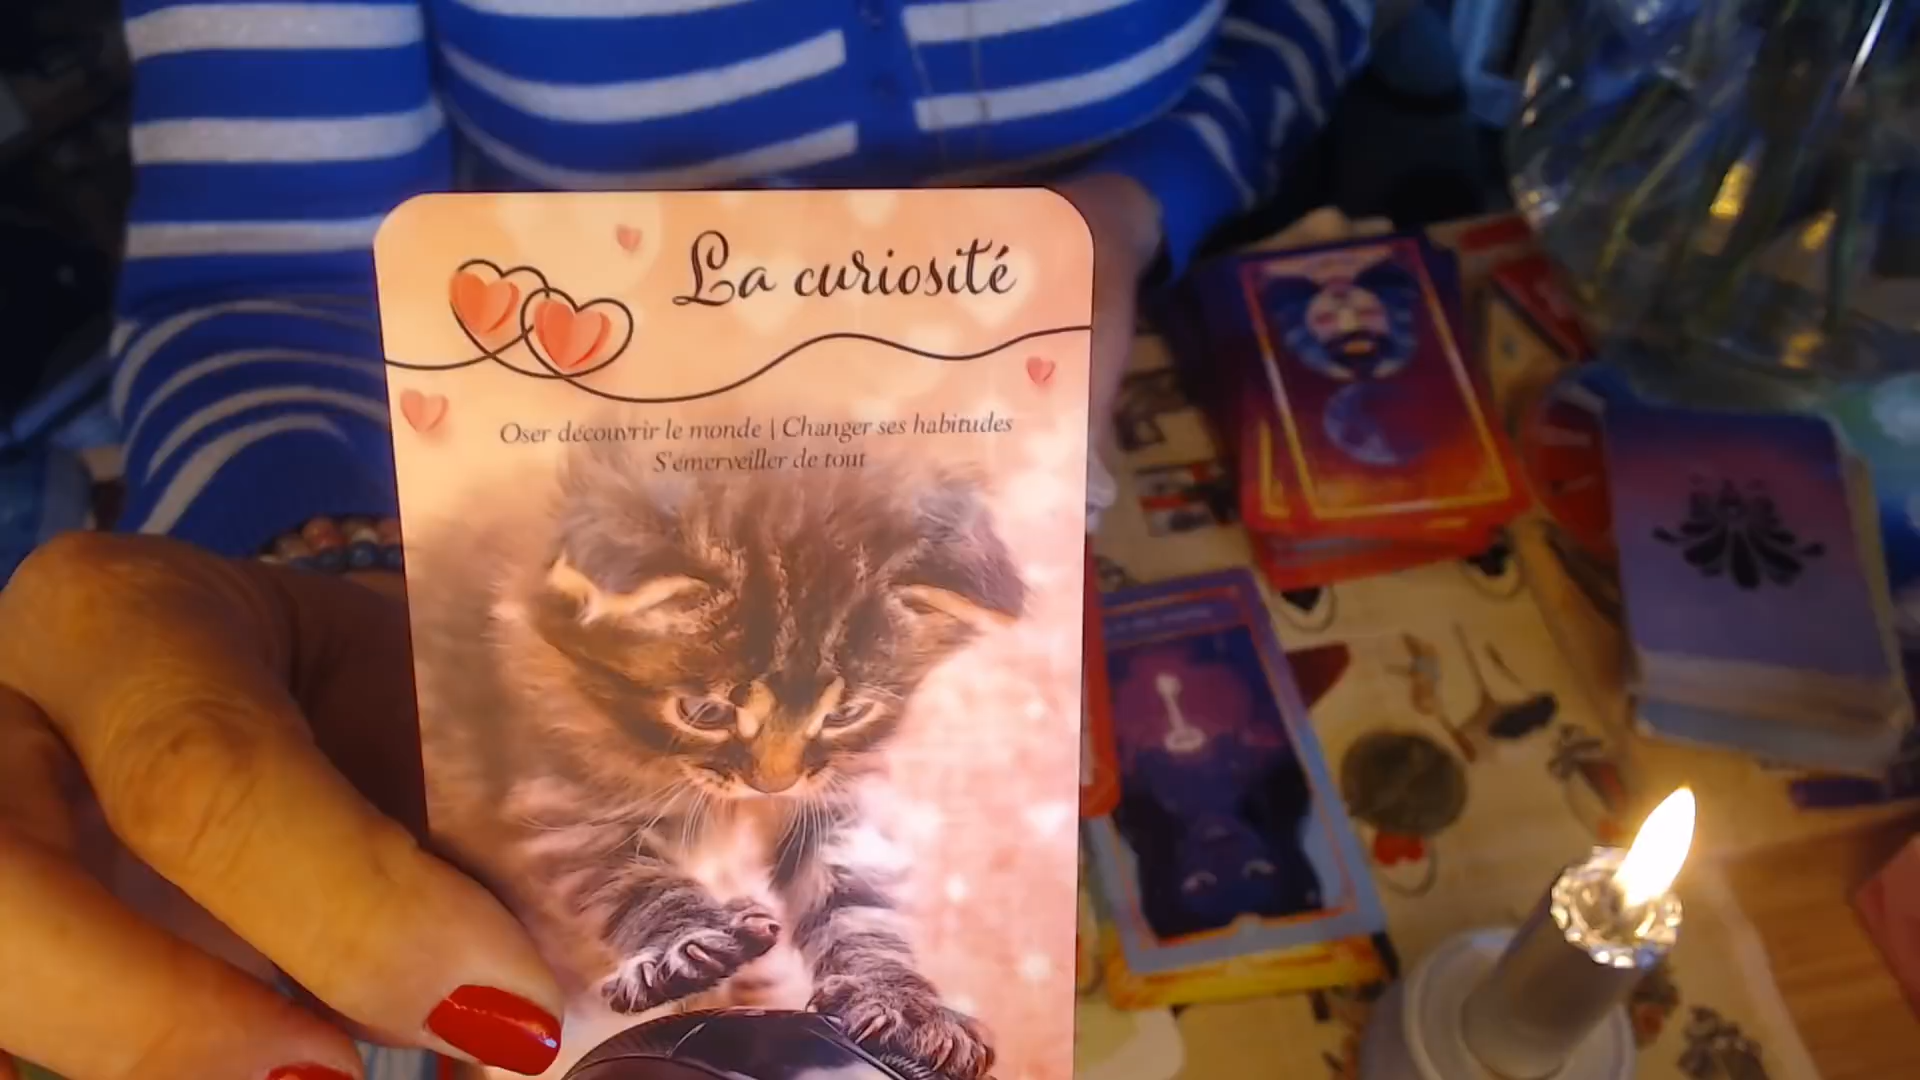 La curiosité
Oser découvrir le monde | Changer ses habitudes
S'émerveiller de tout